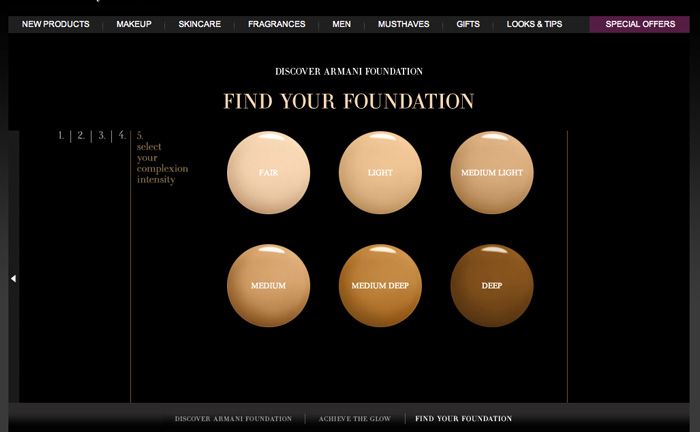 NEW PRODUCTS MAKEUP SKINCARE FRAGRANCES MEN MUSTHAVES GIFTS LOOKS & TIPS SPECIAL OFFERS
DISCOVER ARMANI FOUNDATION
FIND YOUR FOUNDATION
1. 2. 3. 4. 5.
select
your
complexion
intensity
FAIR LIGHT MEDIUM LIGHT
MEDIUM MEDIUM DEEP DEEP
DISCOVER ARMANI FOUNDATION ACHIEVE THE GLOW FIND YOUR FOUNDATION